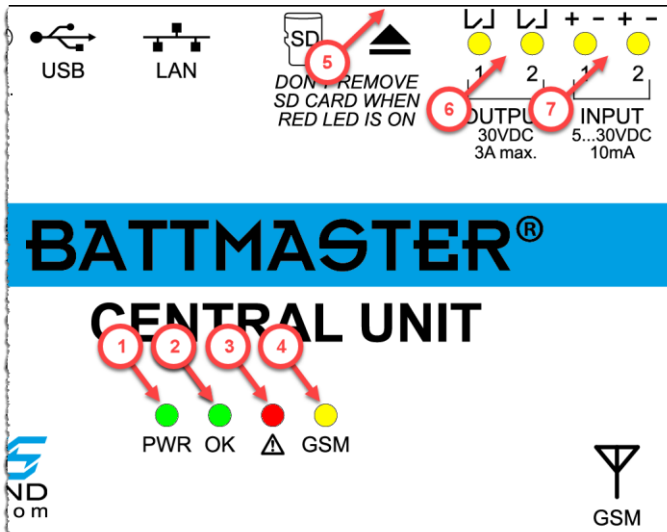 USB
LAN
SD
5
DON'T REMOVE
SD CARD WHEN
RED LED IS ON
+ - + -
1 2 1 2
6 7
OUTPUT INPUT
30VDC 5...30VDC
3A max. 10mA
BATTMASTER®
CENTRAL UNIT
1 2 3 4
PWR OK GSM
ND
om
GSM